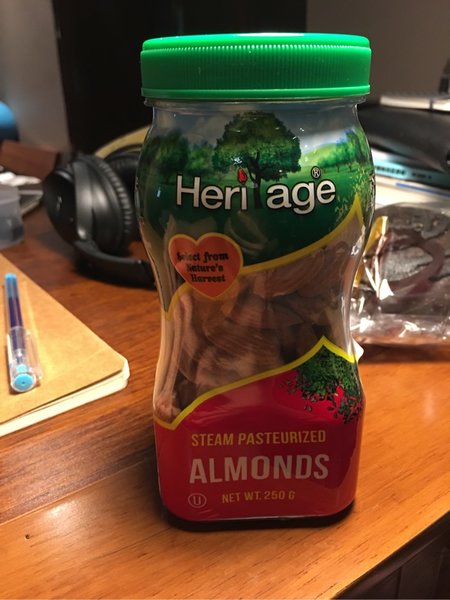 Heritage®
Select from
Nature's
Harvest
STEAM PASTEURIZED
ALMONDS
U
NET WT. 250 G